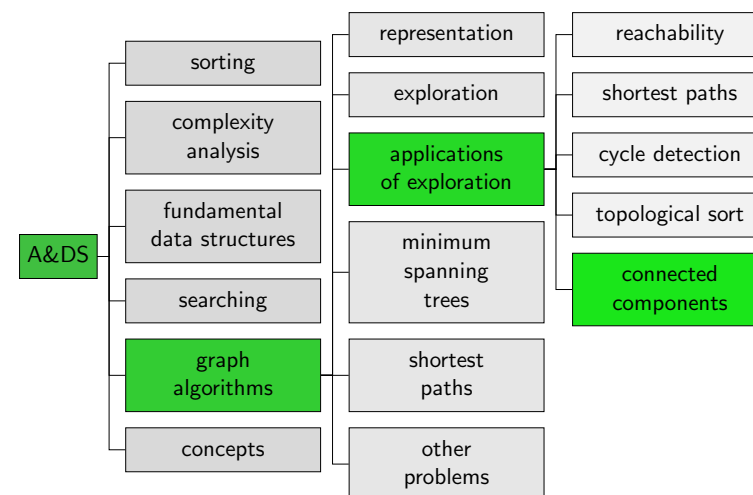 A&DS
sorting
complexity
analysis
fundamental
data structures
searching
graph
algorithms
concepts
representation
exploration
applications
of exploration
minimum
spanning
trees
shortest
paths
other
problems
reachability
shortest paths
cycle detection
topological sort
connected
components